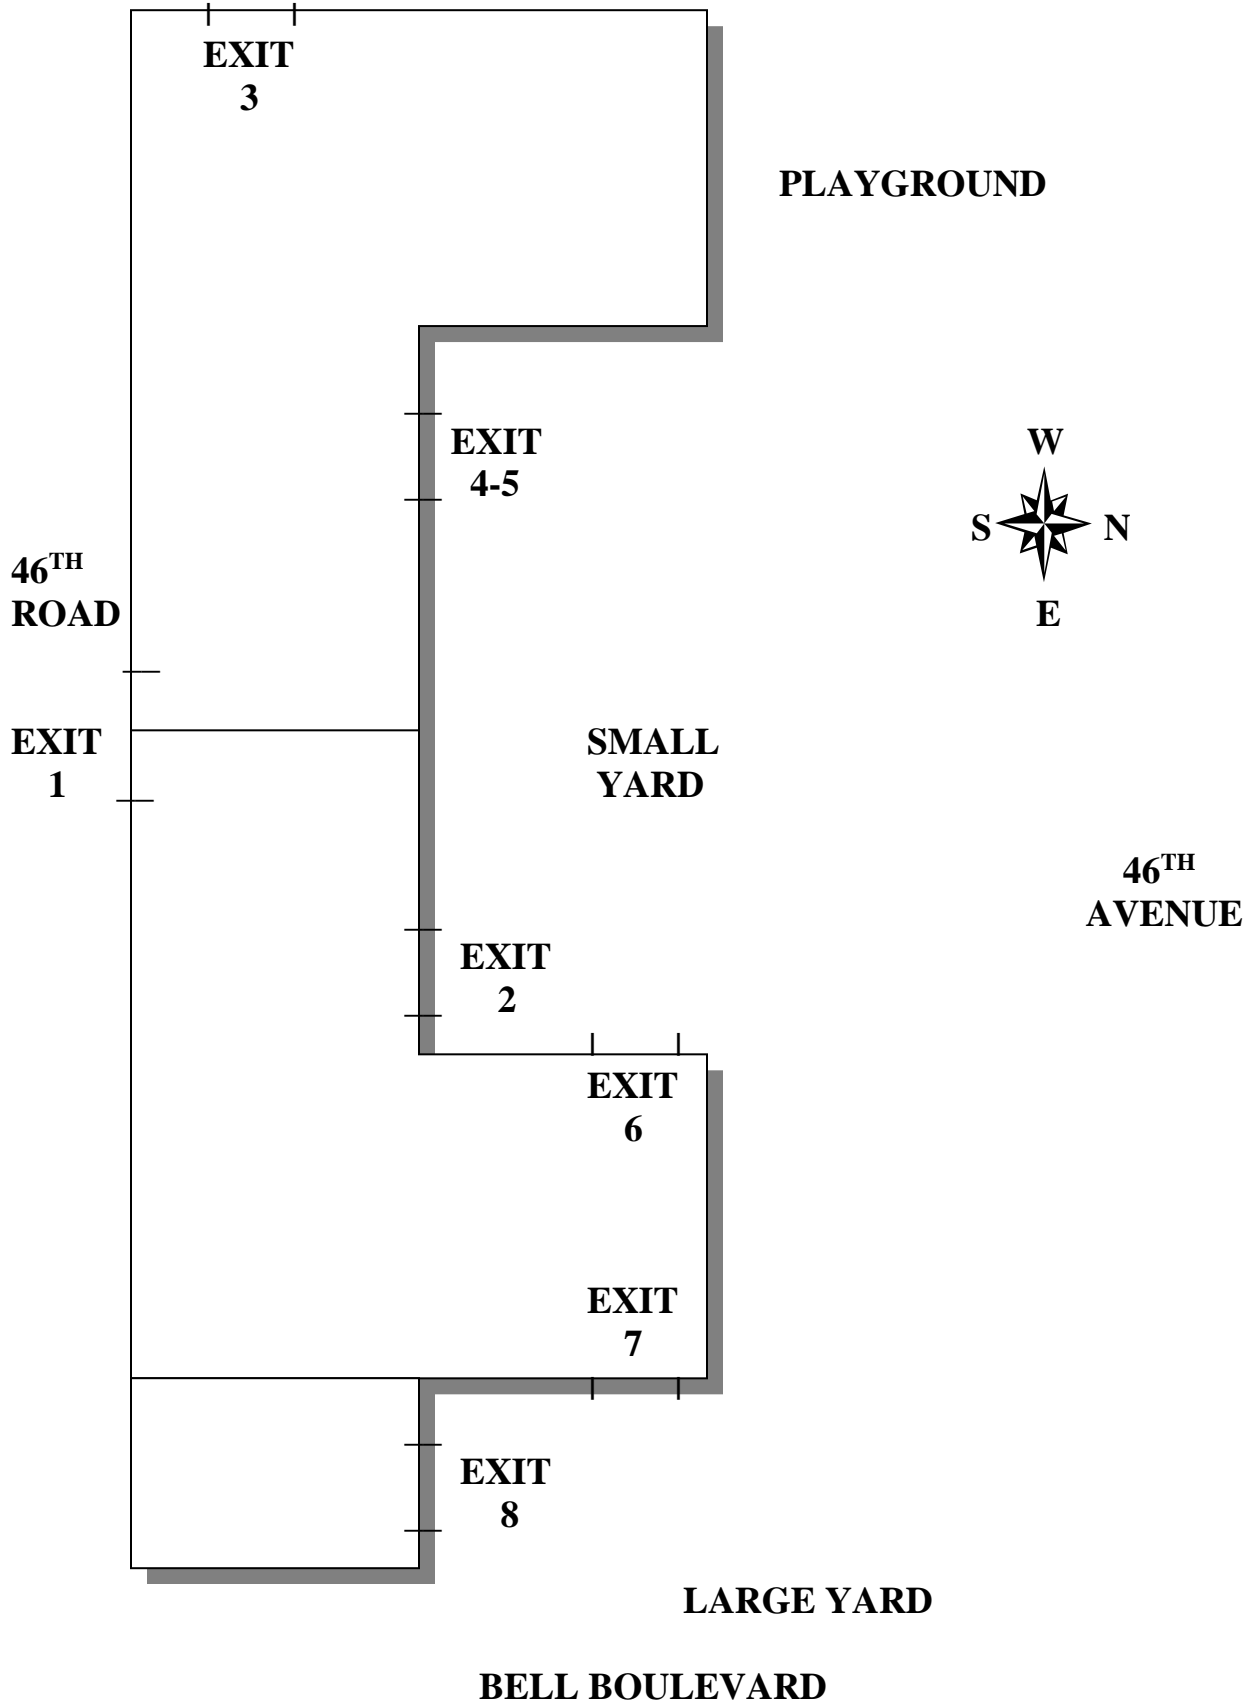 EXIT
3
PLAYGROUND
EXIT
4-5
W
S N
E
46TH
ROAD
EXIT
1
SMALL
YARD
46TH
AVENUE
EXIT
2
EXIT
6
EXIT
7
EXIT
8
LARGE YARD
BELL BOULEVARD